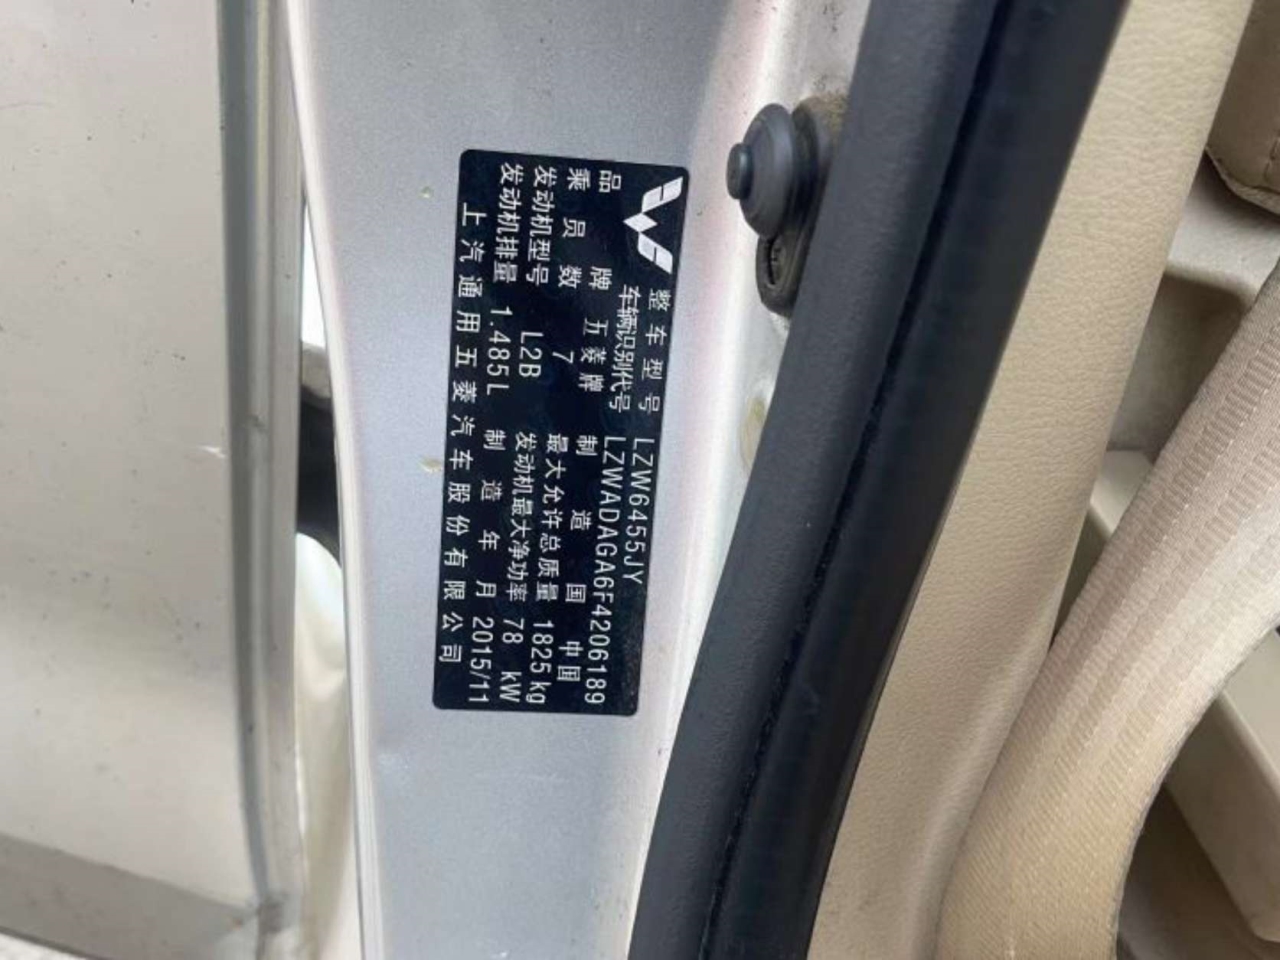 整车型号 LZW6455JY
车辆识别代号 LZWADAGA6F4206189
品牌 五菱牌 制造国 中国
乘员数 7 最大允许总质量 1825kg
发动机型号 L2B 发动机最大净功率 78 kW
发动机排量 1.485L 制造年月 2015/11
上汽通用五菱汽车股份有限公司